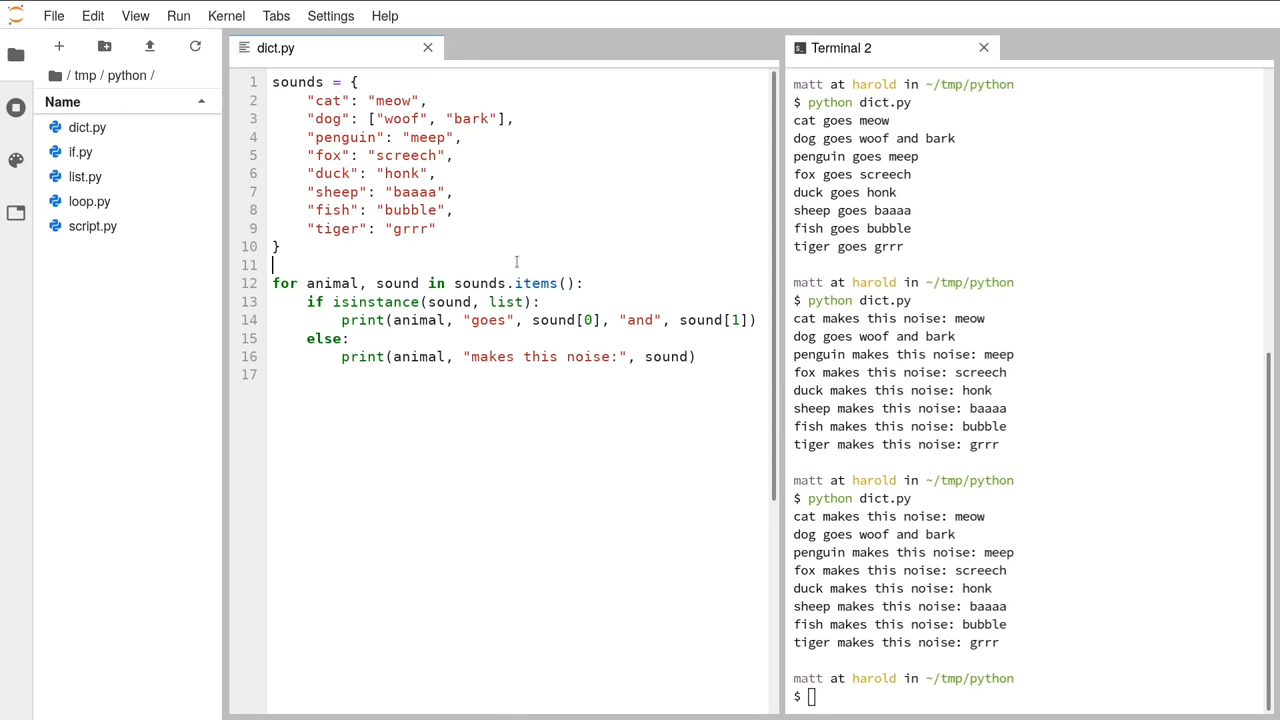 File Edit View Run Kernel Tabs Settings Help
/ tmp / python /
Name
dict.py
if.py
list.py
loop.py
script.py
dict.py
1 sounds = {
2     "cat": "meow",
3     "dog": ["woof", "bark"],
4     "penguin": "meep",
5     "fox": "screech",
6     "duck": "honk",
7     "sheep": "baaaa",
8     "fish": "bubble",
9     "tiger": "grrr"
10 }
11
12 for animal, sound in sounds.items():
13     if isinstance(sound, list):
14         print(animal, "goes", sound[0], "and", sound[1])
15     else:
16         print(animal, "makes this noise:", sound)
17
Terminal 2
matt at harold in ~/tmp/python
$ python dict.py
cat goes meow
dog goes woof and bark
penguin goes meep
fox goes screech
duck goes honk
sheep goes baaaa
fish goes bubble
tiger goes grrr
matt at harold in ~/tmp/python
$ python dict.py
cat makes this noise: meow
dog goes woof and bark
penguin makes this noise: meep
fox makes this noise: screech
duck makes this noise: honk
sheep makes this noise: baaaa
fish makes this noise: bubble
tiger makes this noise: grrr
matt at harold in ~/tmp/python
$ python dict.py
cat makes this noise: meow
dog goes woof and bark
penguin makes this noise: meep
fox makes this noise: screech
duck makes this noise: honk
sheep makes this noise: baaaa
fish makes this noise: bubble
tiger makes this noise: grrr
matt at harold in ~/tmp/python
$